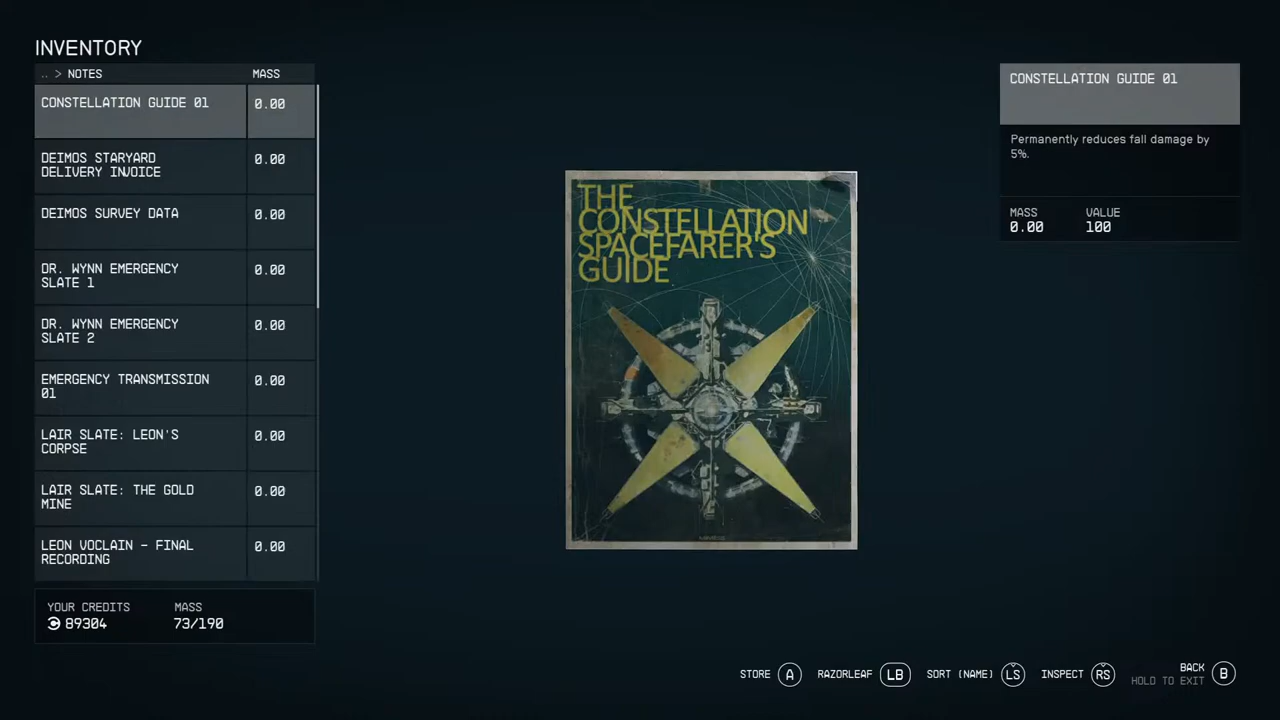 INVENTORY
.. > NOTES MASS
CONSTELLATION GUIDE 01 0.00
DEIMOS STARYARD 0.00
DELIVERY INVOICE
DEIMOS SURVEY DATA 0.00
DR. WYNN EMERGENCY 0.00
SLATE 1
DR. WYNN EMERGENCY 0.00
SLATE 2
EMERGENCY TRANSMISSION 0.00
01
LAIR SLATE: LEON'S 0.00
CORPSE
LAIR SLATE: THE GOLD 0.00
MINE
LEON VOCLAIN - FINAL 0.00
RECORDING
YOUR CREDITS MASS
89304 73/190
THE
CONSTELLATION
SPACEFARER'S
GUIDE
CONSTELLATION GUIDE 01
Permanently reduces fall damage by
5%.
MASS VALUE
0.00 100
STORE A RAZORLEAF LB SORT (NAME) LS INSPECT RS BACK B
HOLD TO EXIT